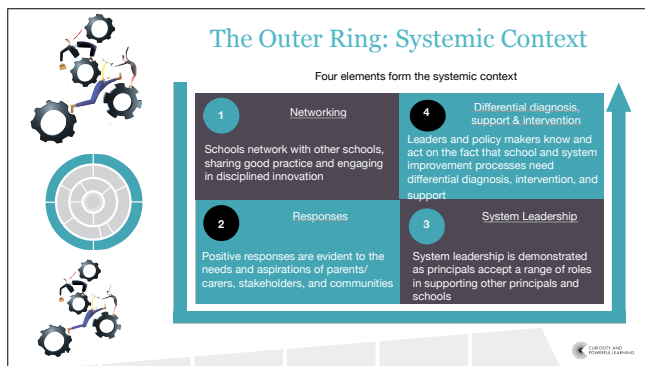 The Outer Ring: Systemic Context
Four elements form the systemic context
1
Networking
Schools network with other schools,
sharing good practice and engaging
in disciplined innovation
4
Differential diagnosis,
support & intervention
Leaders and policy makers know and
act on the fact that school and system
improvement processes need
differential diagnosis, intervention, and
support
2
Responses
Positive responses are evident to the
needs and aspirations of parents/
carers, stakeholders, and communities
3
System Leadership
System leadership is demonstrated
as principals accept a range of roles
in supporting other principals and
schools
CURIOSITY AND
POWERFUL LEARNING